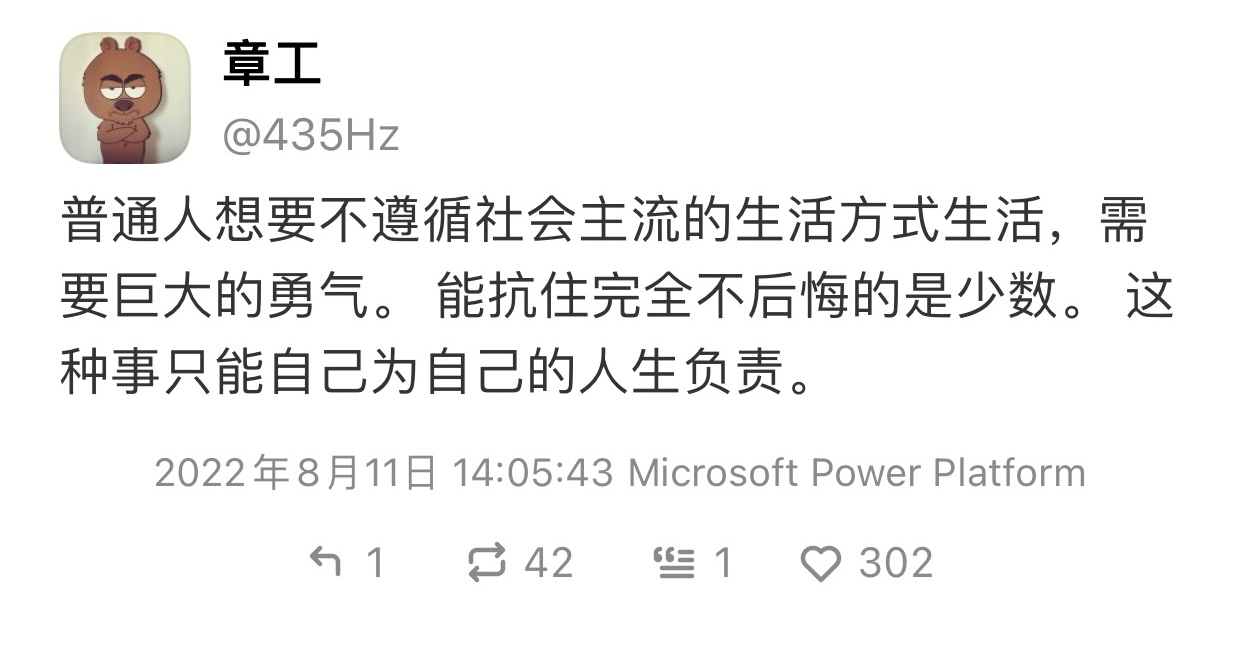 章工
@435Hz
普通人想要不遵循社会主流的生活方式生活，需
要巨大的勇气。 能抗住完全不后悔的是少数。 这
种事只能自己为自己的人生负责。
2022年8月11日 14:05:43 Microsoft Power Platform
1 42 1 302